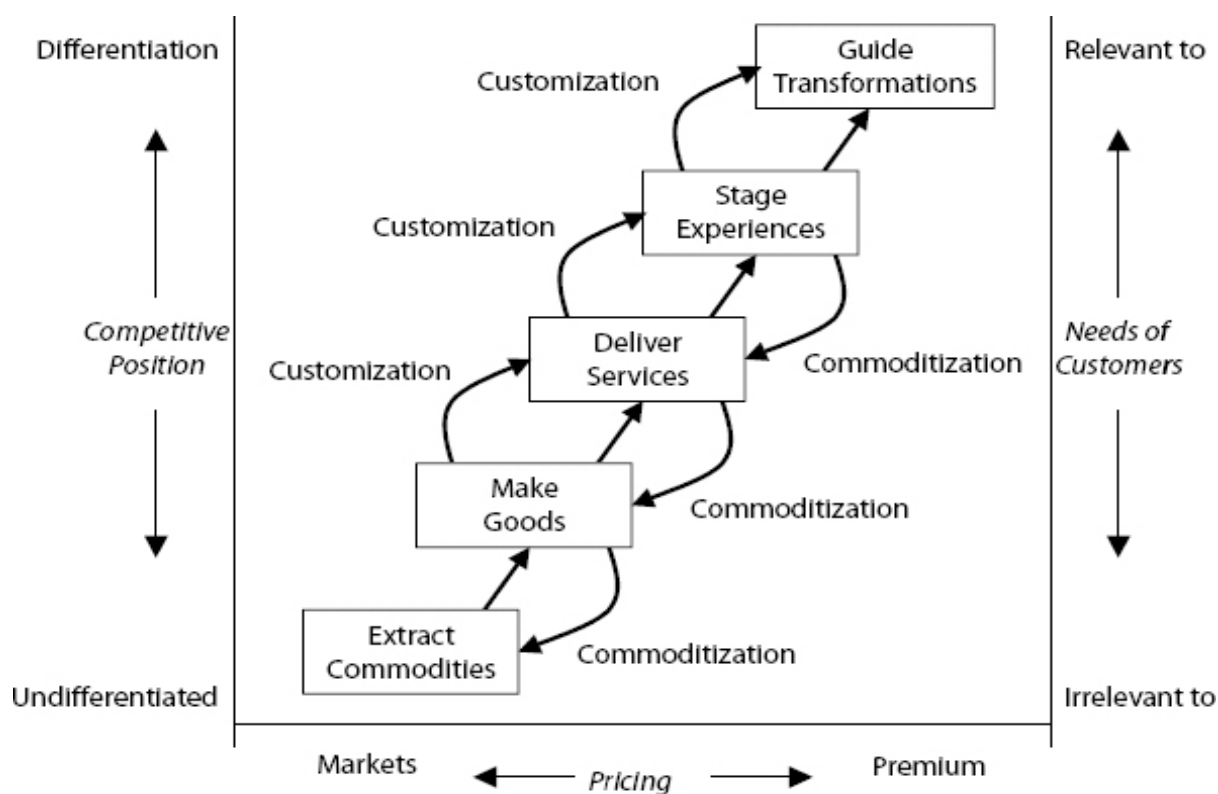 Differentiation
Guide
Transformations
Relevant to
Customization
Stage
Experiences
Customization
Competitive
Position
Deliver
Services
Needs of
Customers
Customization
Commoditization
Make
Goods
Commoditization
Extract
Commodities
Commoditization
Undifferentiated
Irrelevant to
Markets
Pricing
Premium